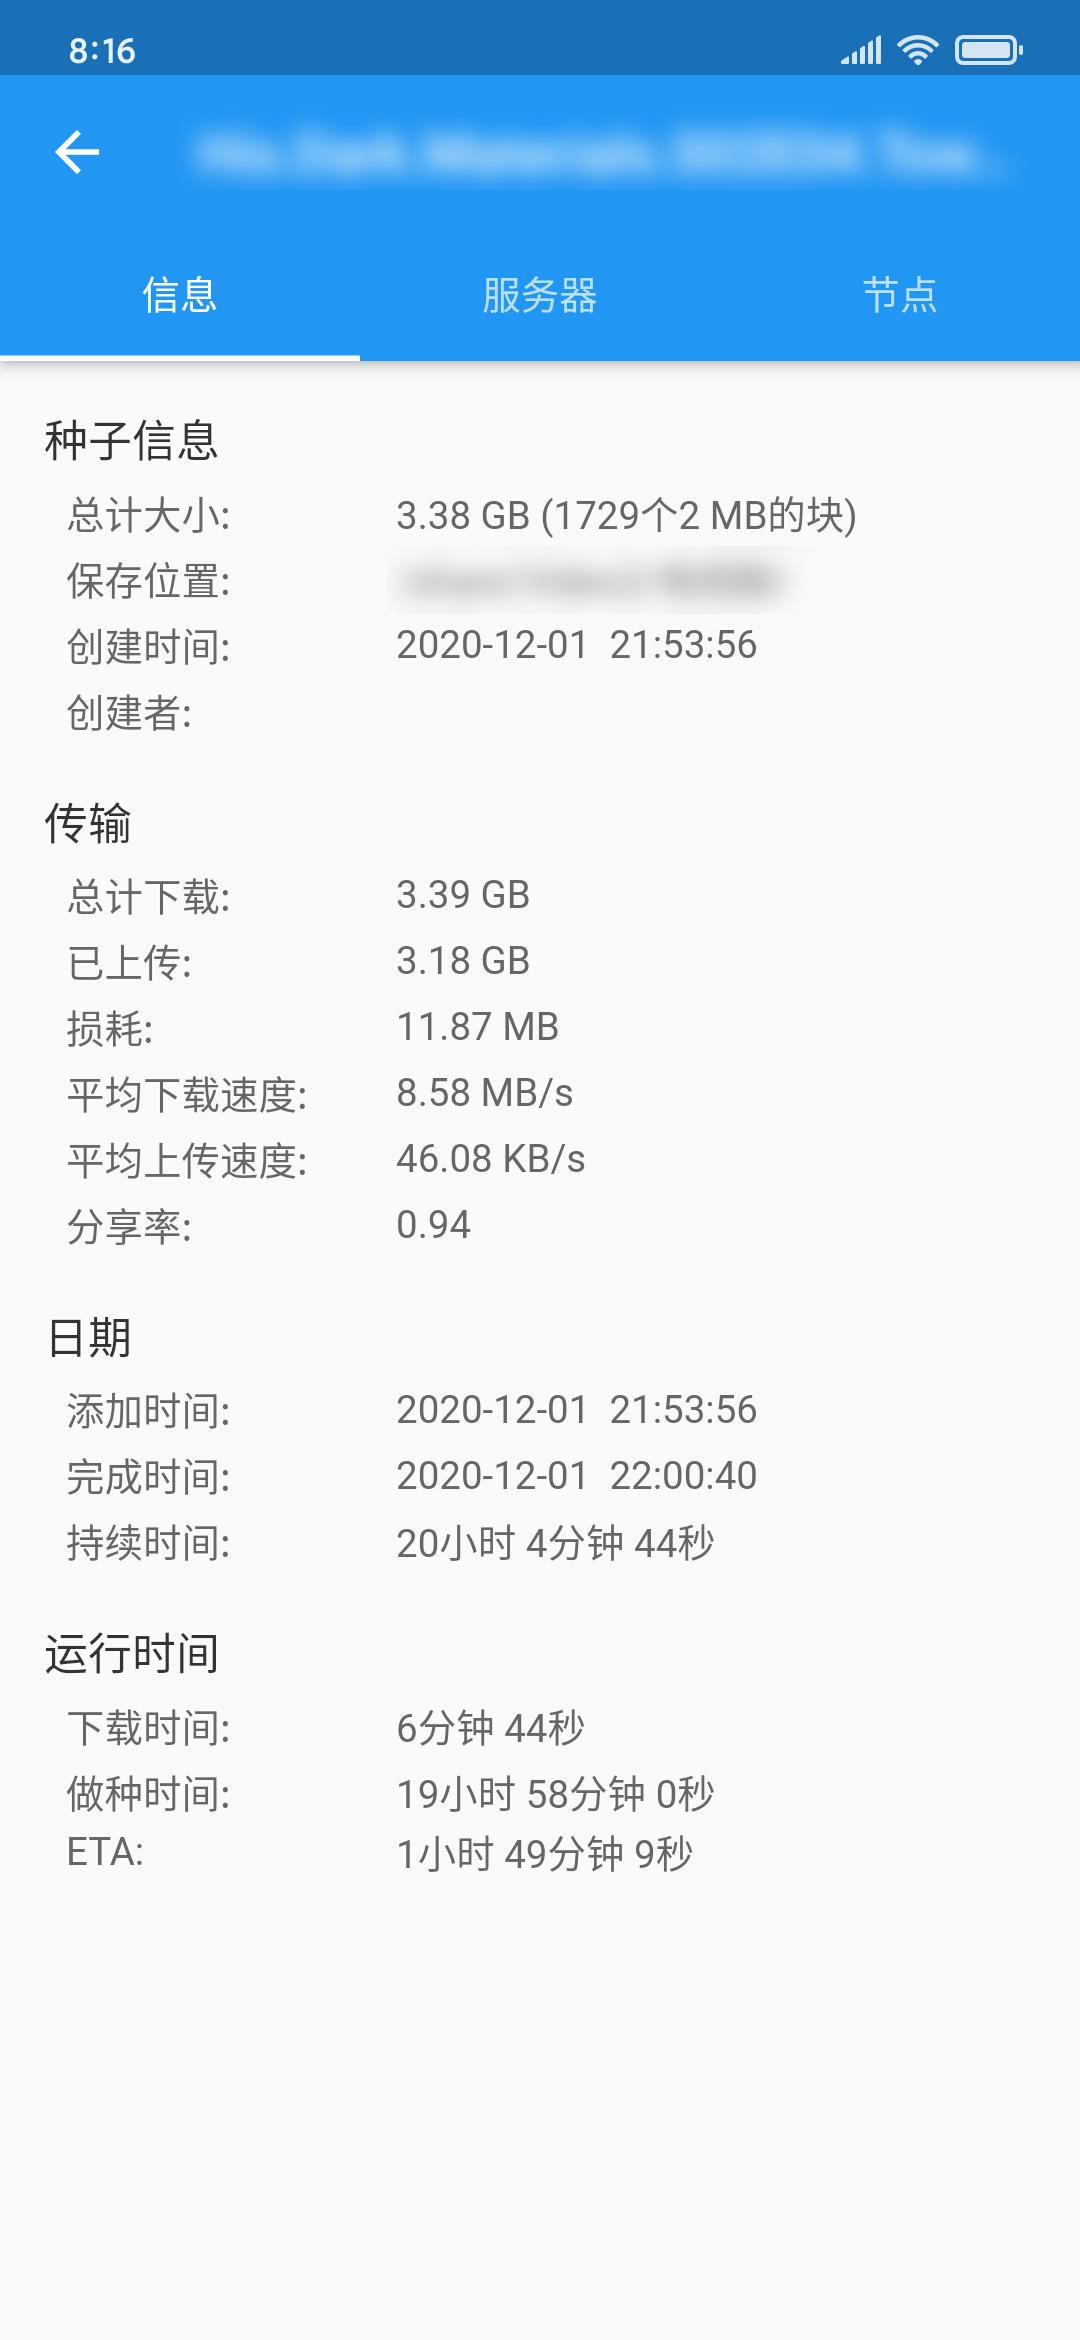 8:16
信息
服务器
节点
种子信息
总计大小: 3.38 GB (1729个2 MB的块)
保存位置:
创建时间: 2020-12-01 21:53:56
创建者:
传输
总计下载: 3.39 GB
已上传: 3.18 GB
损耗: 11.87 MB
平均下载速度: 8.58 MB/s
平均上传速度: 46.08 KB/s
分享率: 0.94
日期
添加时间: 2020-12-01 21:53:56
完成时间: 2020-12-01 22:00:40
持续时间: 20小时 4分钟 44秒
运行时间
下载时间: 6分钟 44秒
做种时间: 19小时 58分钟 0秒
ETA: 1小时 49分钟 9秒